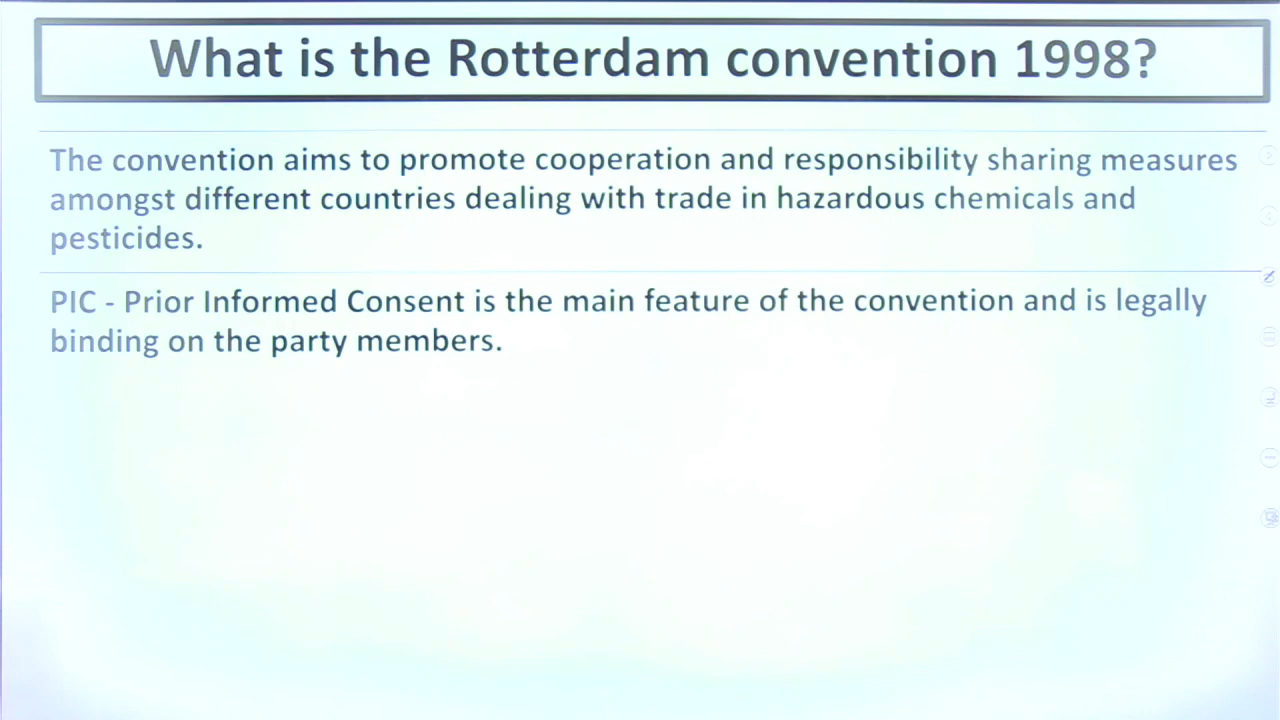 What is the Rotterdam convention 1998?
The convention aims to promote cooperation and responsibility sharing measures
amongst different countries dealing with trade in hazardous chemicals and
pesticides.
PIC - Prior Informed Consent is the main feature of the convention and is legally
binding on the party members.